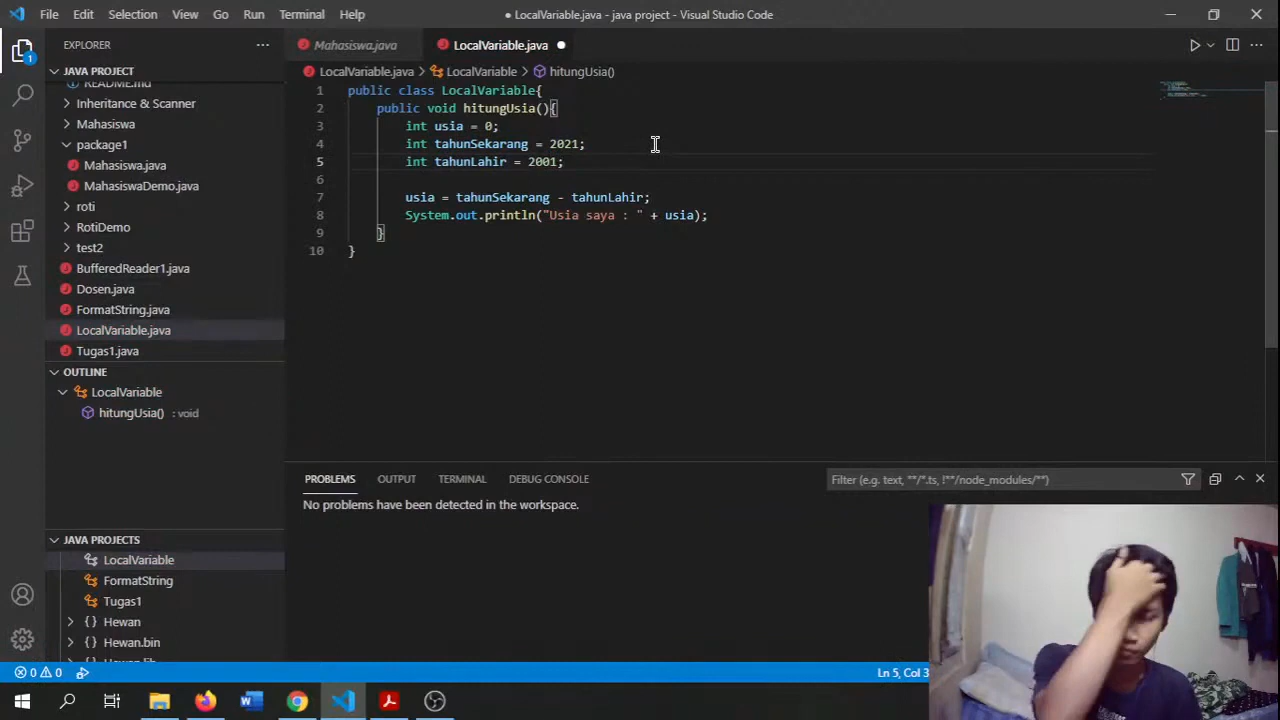 File Edit Selection View Go Run Terminal Help
● LocalVariable.java - java project - Visual Studio Code
EXPLORER
Mahasiswa.java
LocalVariable.java
JAVA PROJECT
LocalVariable.java > LocalVariable > hitungUsia()
README.md
Inheritance & Scanner
Mahasiswa
package1
Mahasiswa.java
MahasiswaDemo.java
roti
RotiDemo
test2
BufferedReader1.java
Dosen.java
FormatString.java
LocalVariable.java
Tugas1.java
OUTLINE
LocalVariable
hitungUsia() : void
JAVA PROJECTS
LocalVariable
FormatString
Tugas1
Hewan
Hewan.bin
Hewan.lib
1 public class LocalVariable{
2 public void hitungUsia(){
3 int usia = 0;
4 int tahunSekarang = 2021;
5 int tahunLahir = 2001;
6
7 usia = tahunSekarang - tahunLahir;
8 System.out.println("Usia saya : " + usia);
9 }
10 }
PROBLEMS OUTPUT TERMINAL DEBUG CONSOLE
Filter (e.g. text, **/*.ts, !**/node_modules/**)
No problems have been detected in the workspace.
0 0
Ln 5, Col 3
1